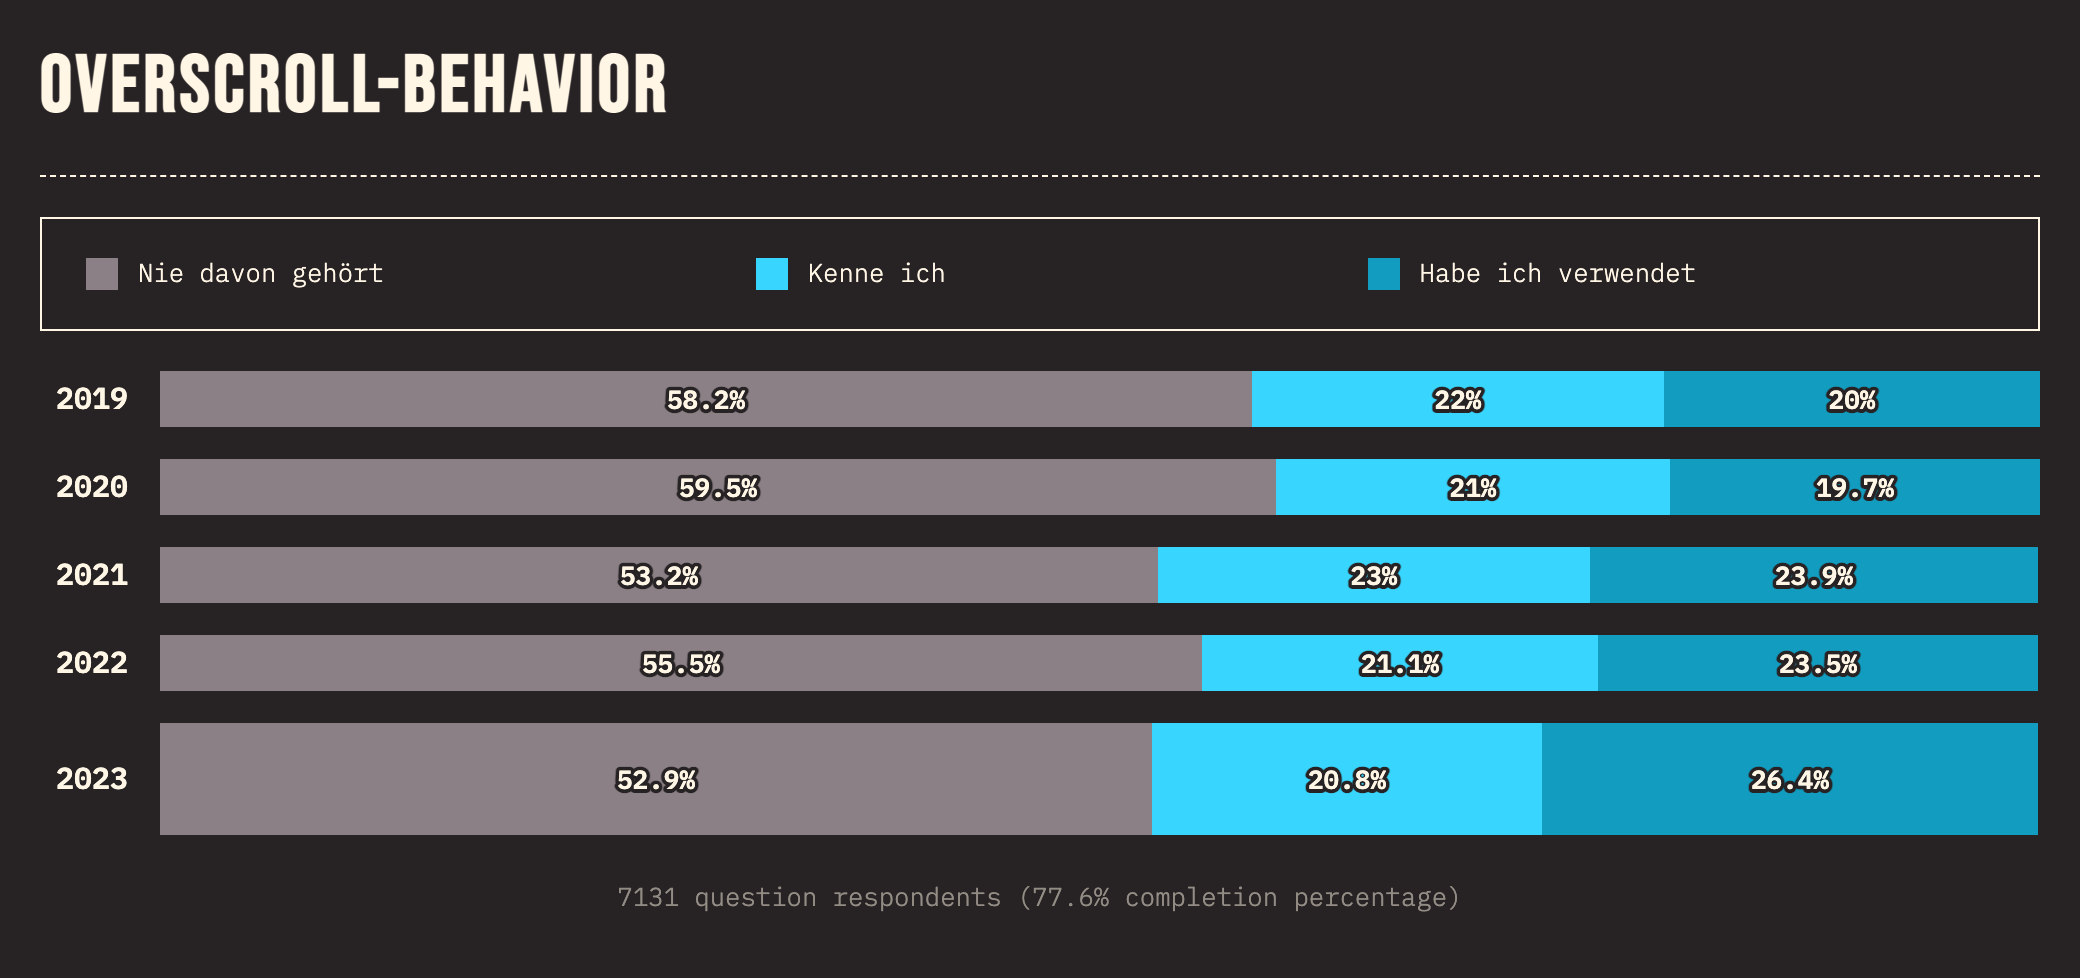 OVERSCROLL-BEHAVIOR
Nie davon gehört Kenne ich Habe ich verwendet
2019 58.2% 22% 20%
2020 59.5% 21% 19.7%
2021 53.2% 23% 23.9%
2022 55.5% 21.1% 23.5%
2023 52.9% 20.8% 26.4%
7131 question respondents (77.6% completion percentage)